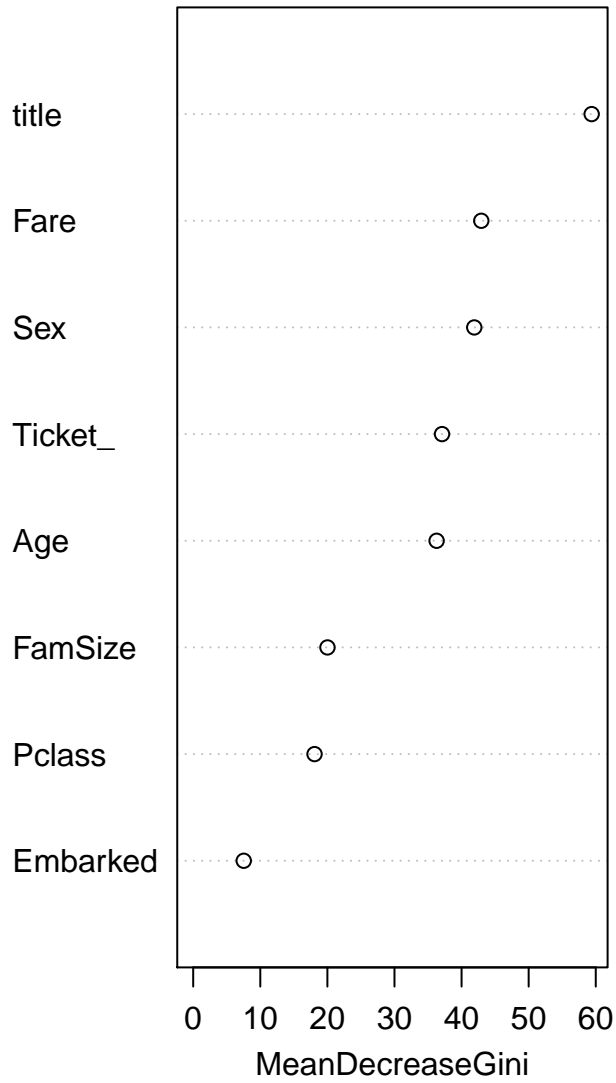 title
Fare
Sex
Ticket_
Age
FamSize
Pclass
Embarked
0 10 20 30 40 50 60
MeanDecreaseGini